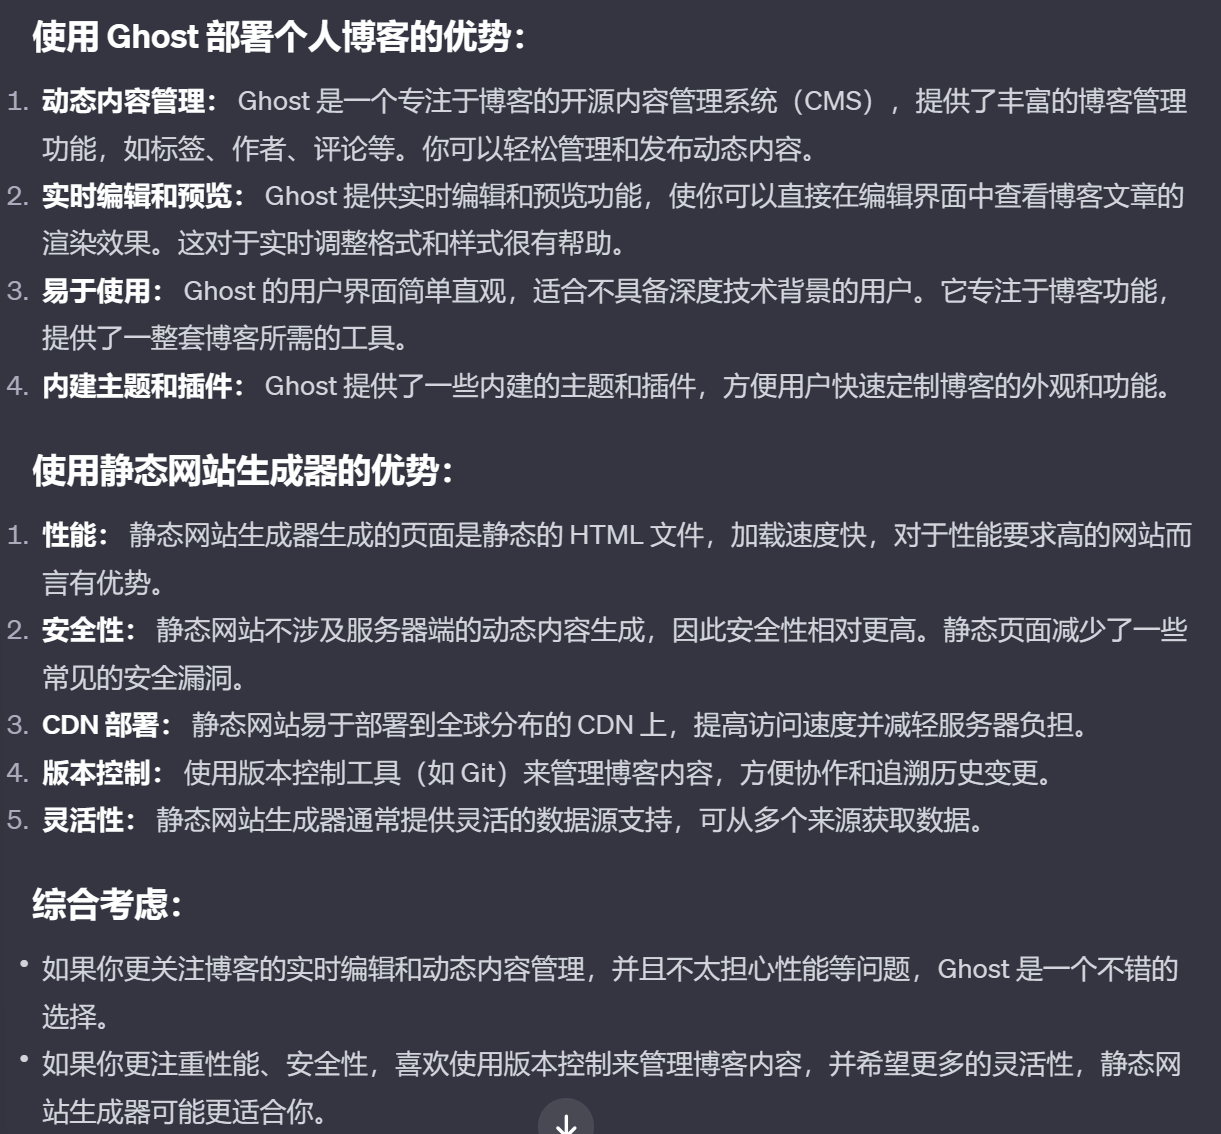 使用 Ghost 部署个人博客的优势：
1. 动态内容管理： Ghost 是一个专注于博客的开源内容管理系统（CMS），提供了丰富的博客管理
功能，如标签、作者、评论等。你可以轻松管理和发布动态内容。
2. 实时编辑和预览： Ghost 提供实时编辑和预览功能，使你可以直接在编辑界面中查看博客文章的
渲染效果。这对于实时调整格式和样式很有帮助。
3. 易于使用： Ghost 的用户界面简单直观，适合不具备深度技术背景的用户。它专注于博客功能，
提供了一整套博客所需的工具。
4. 内建主题和插件： Ghost 提供了一些内建的主题和插件，方便用户快速定制博客的外观和功能。
使用静态网站生成器的优势：
1. 性能： 静态网站生成器生成的页面是静态的 HTML 文件，加载速度快，对于性能要求高的网站而
言有优势。
2. 安全性： 静态网站不涉及服务器端的动态内容生成，因此安全性相对更高。静态页面减少了一些
常见的安全漏洞。
3. CDN 部署： 静态网站易于部署到全球分布的 CDN 上，提高访问速度并减轻服务器负担。
4. 版本控制： 使用版本控制工具（如 Git）来管理博客内容，方便协作和追溯历史变更。
5. 灵活性： 静态网站生成器通常提供灵活的数据源支持，可从多个来源获取数据。
综合考虑：
• 如果你更关注博客的实时编辑和动态内容管理，并且不太担心性能等问题，Ghost 是一个不错的
选择。
• 如果你更注重性能、安全性，喜欢使用版本控制来管理博客内容，并希望更多的灵活性，静态网
站生成器可能更适合你。